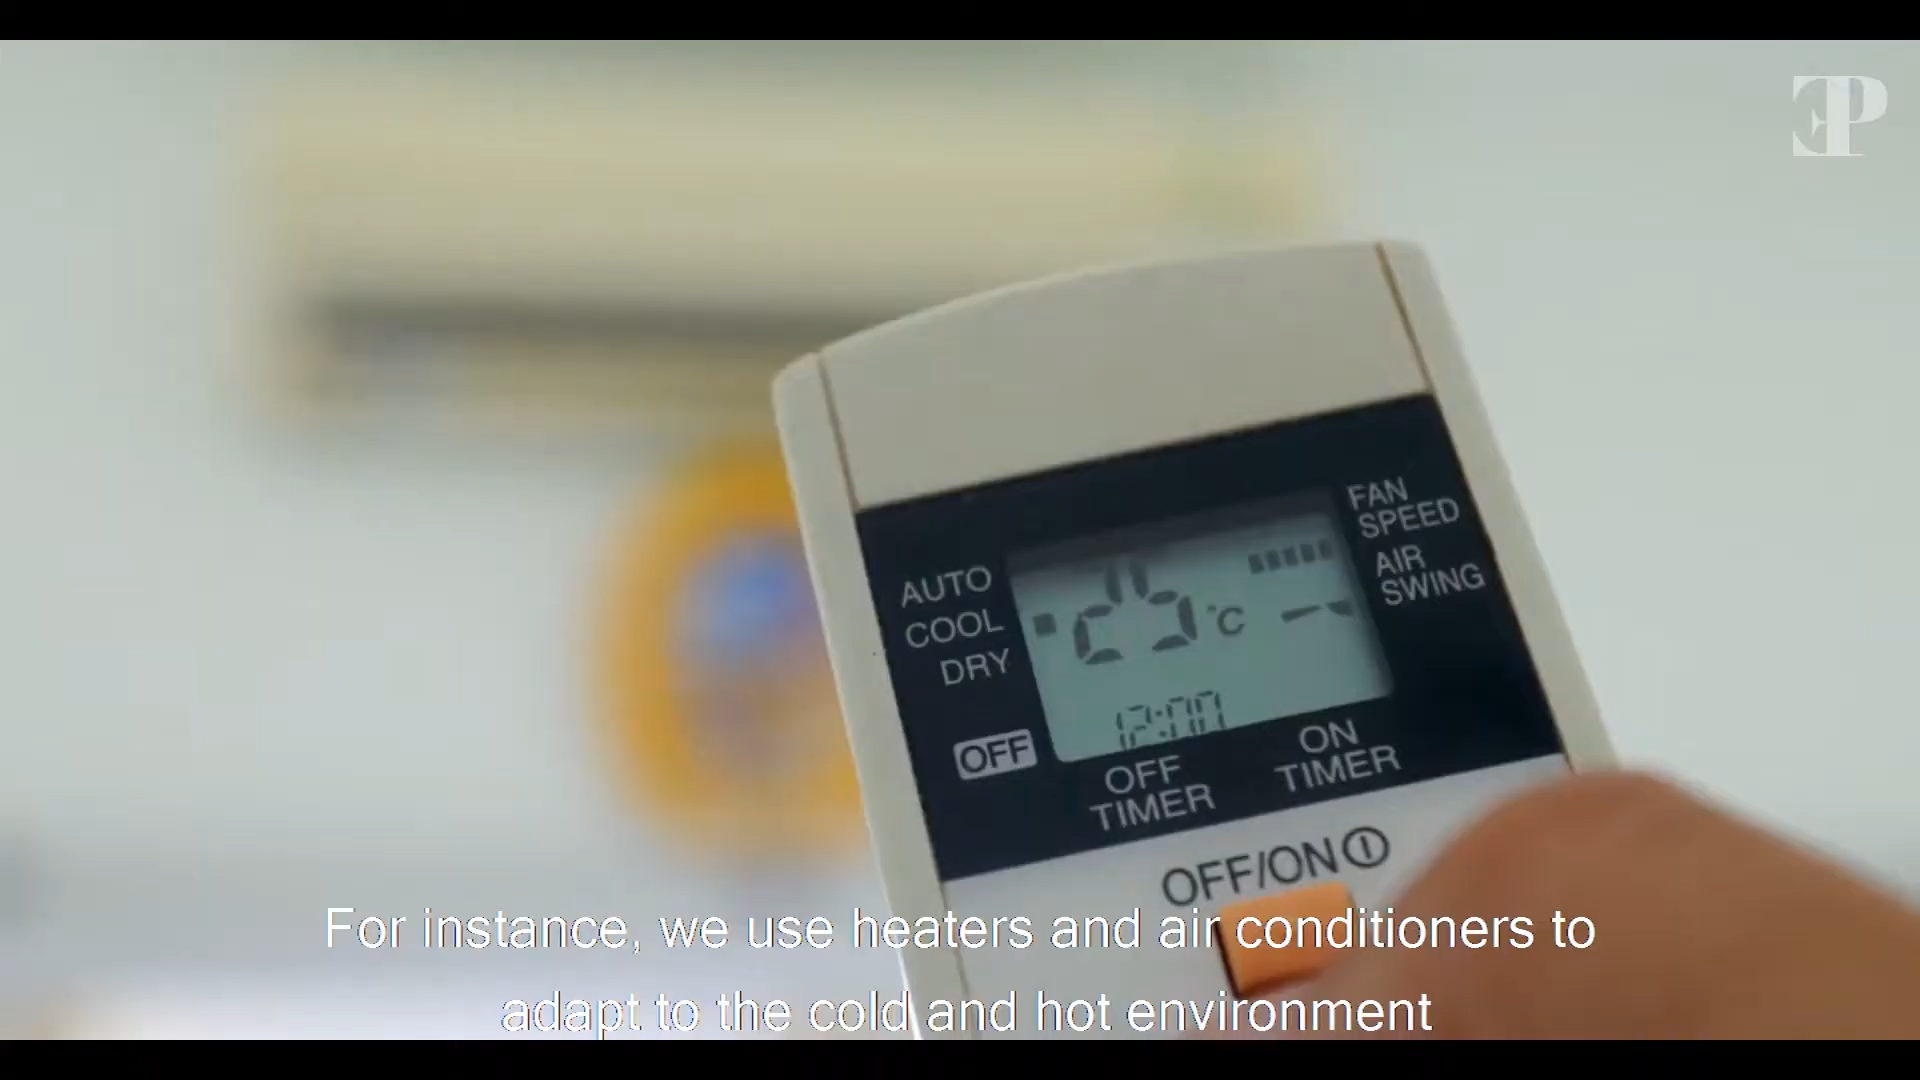 EP
FAN
SPEED
AIR
SWING
AUTO
COOL
DRY
25 °C
12:00
OFF
OFF
TIMER
ON
TIMER
OFF/ON
For instance, we use heaters and air conditioners to
adapt to the cold and hot environment